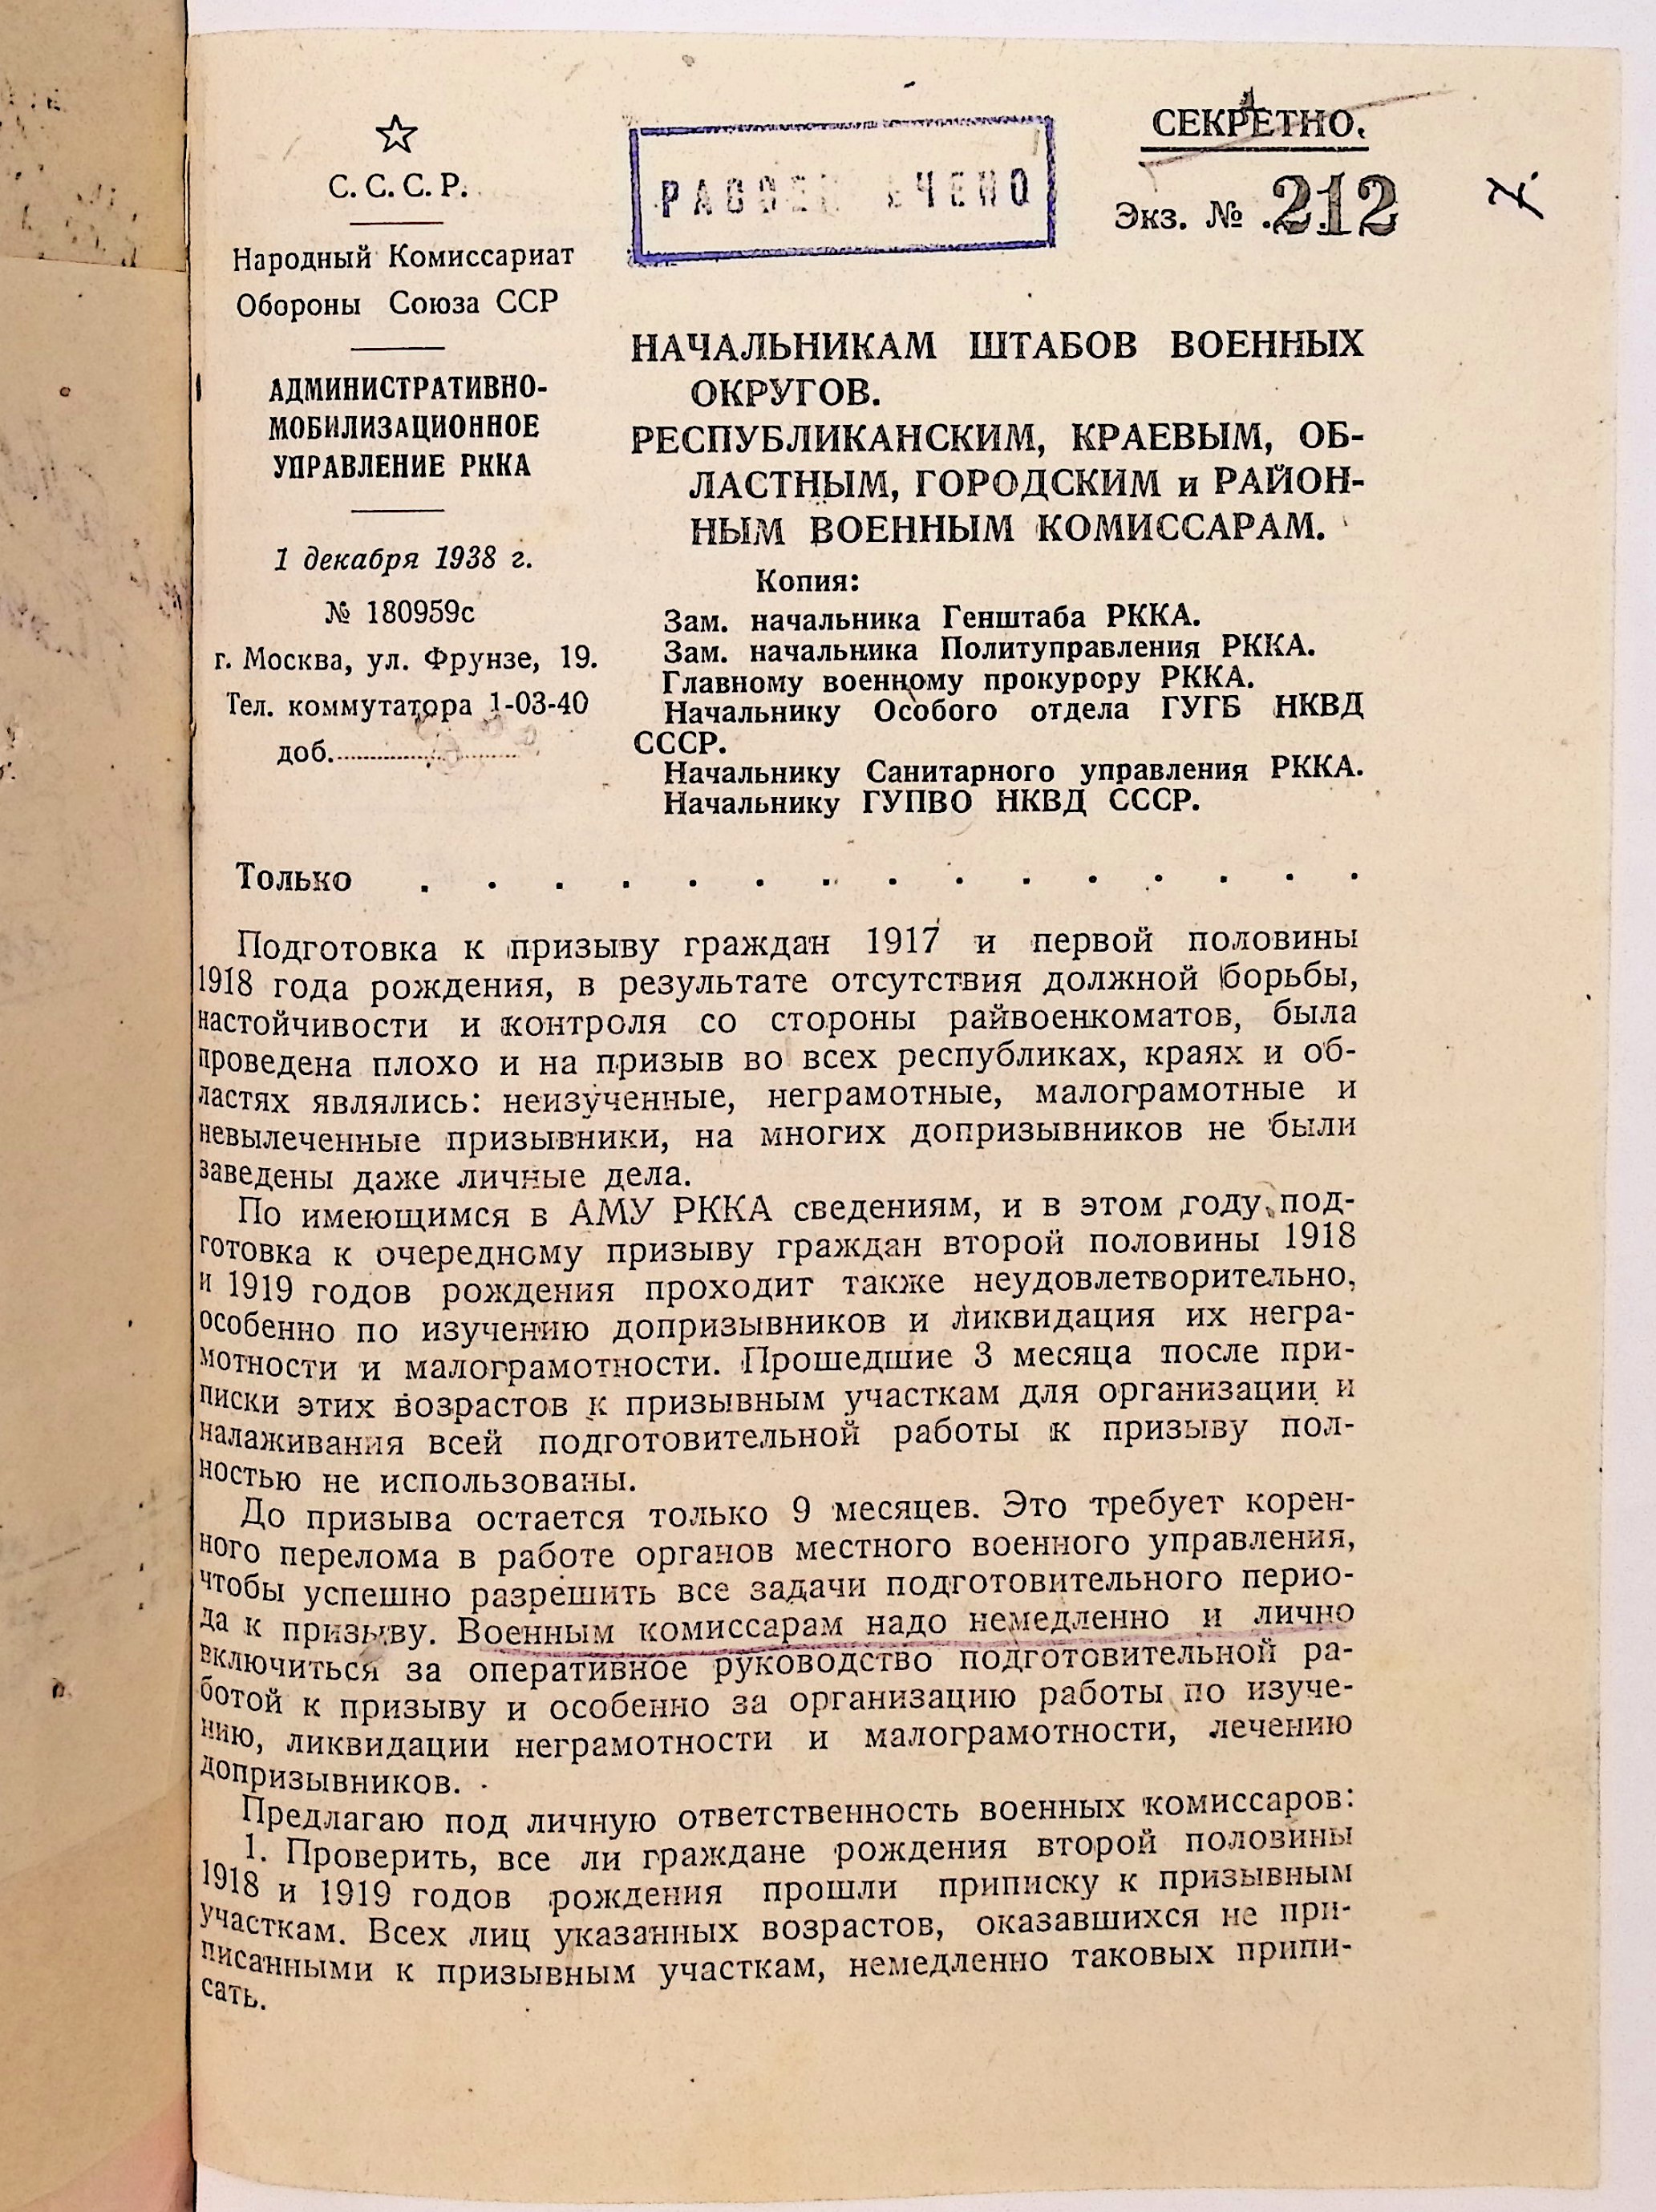 С. С. С. Р.
Народный Комиссариат
Обороны Союза ССР
АДМИНИСТРАТИВНО-
МОБИЛИЗАЦИОННОЕ
УПРАВЛЕНИЕ РККА
1 декабря 1938 г.
№ 180959с
г. Москва, ул. Фрунзе, 19.
Тел. коммутатора 1-03-40
доб.
СЕКРЕТНО.
Экз. № 212
НАЧАЛЬНИКАМ ШТАБОВ ВОЕННЫХ
ОКРУГОВ.
РЕСПУБЛИКАНСКИМ, КРАЕВЫМ, ОБ-
ЛАСТНЫМ, ГОРОДСКИМ и РАЙОН-
НЫМ ВОЕННЫМ КОМИССАРАМ.
Копия:
Зам. начальника Генштаба РККА.
Зам. начальника Политуправления РККА.
Главному военному прокурору РККА.
Начальнику Особого отдела ГУГБ НКВД
СССР.
Начальнику Санитарного управления РККА.
Начальнику ГУПВО НКВД СССР.
Только . . . . . . . . . . . . . . .
Подготовка к призыву граждан 1917 и первой половины
1918 года рождения, в результате отсутствия должной борьбы,
настойчивости и контроля со стороны райвоенкоматов, была
проведена плохо и на призыв во всех республиках, краях и об-
ластях являлись: неизученные, неграмотные, малограмотные и
невылеченные призывники, на многих допризывников не были
заведены даже личные дела.
По имеющимся в АМУ РККА сведениям, и в этом году, под-
готовка к очередному призыву граждан второй половины 1918
и 1919 годов рождения проходит также неудовлетворительно,
особенно по изучению допризывников и ликвидация их негра-
мотности и малограмотности. Прошедшие 3 месяца после при-
писки этих возрастов к призывным участкам для организации и
налаживания всей подготовительной работы к призыву пол-
ностью не использованы.
До призыва остается только 9 месяцев. Это требует корен-
ного перелома в работе органов местного военного управления,
чтобы успешно разрешить все задачи подготовительного перио-
да к призыву. Военным комиссарам надо немедленно и лично
включиться за оперативное руководство подготовительной ра-
ботой к призыву и особенно за организацию работы по изуче-
нию, ликвидации неграмотности и малограмотности, лечению
допризывников.
Предлагаю под личную ответственность военных комиссаров:
1. Проверить, все ли граждане рождения второй половины
1918 и 1919 годов рождения прошли приписку к призывным
участкам. Всех лиц указанных возрастов, оказавшихся не при-
писанными к призывным участкам, немедленно таковых припи-
сать.